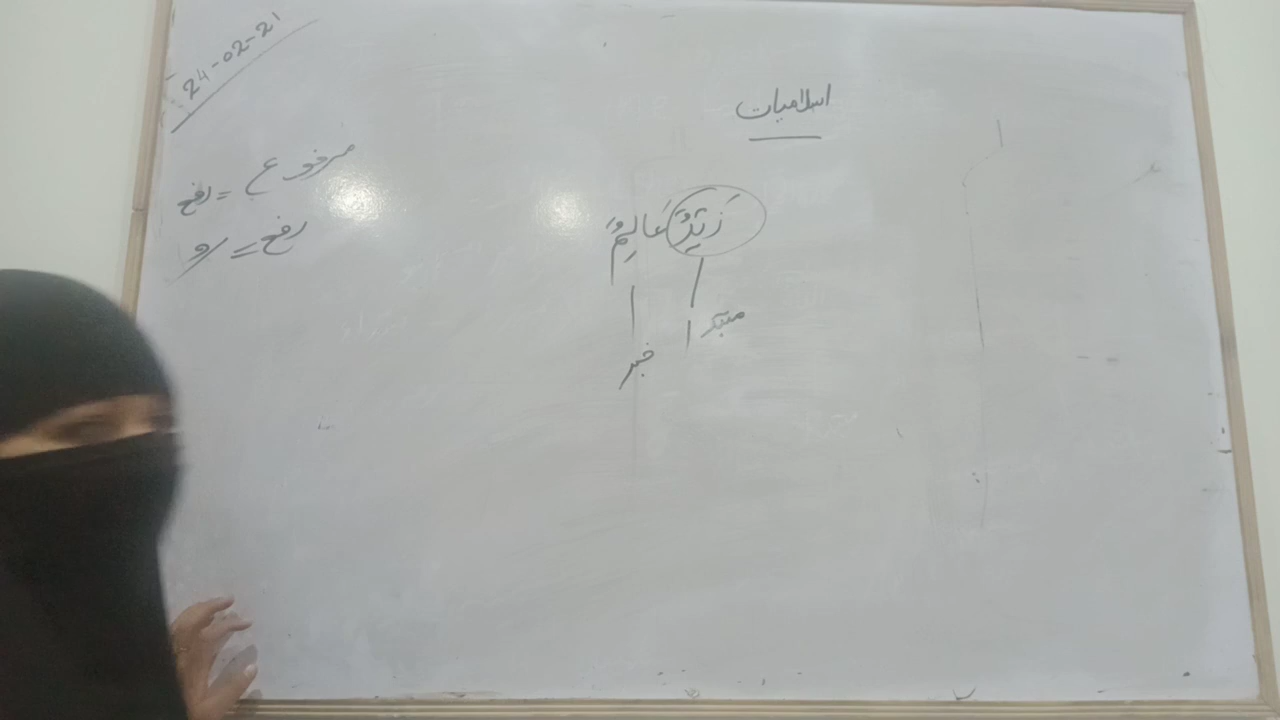 24-02-21
اسلامیات
مرفوع = رفع
رفع =
زَیْدٌ عَالِمٌ
مبتدا
خبر